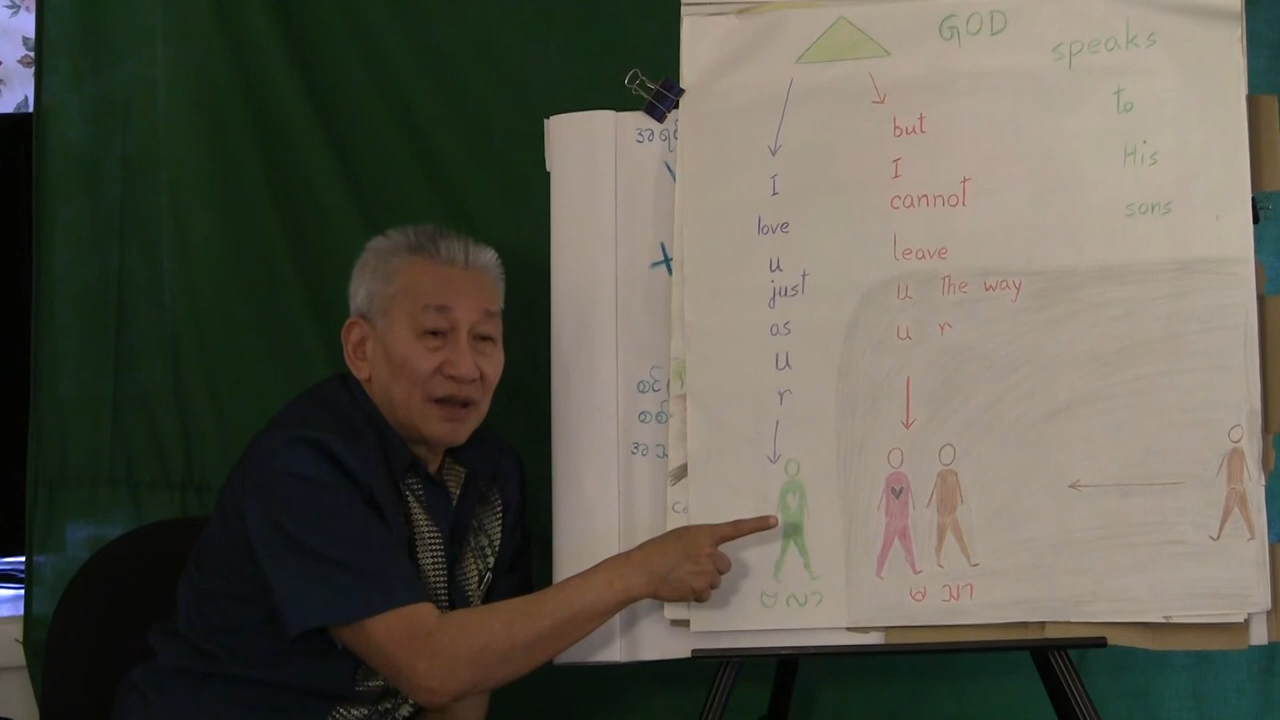 GOD
speaks
to
His
sons
I
love
u
just
as
u
r
but
I
cannot
leave
u The way
u r